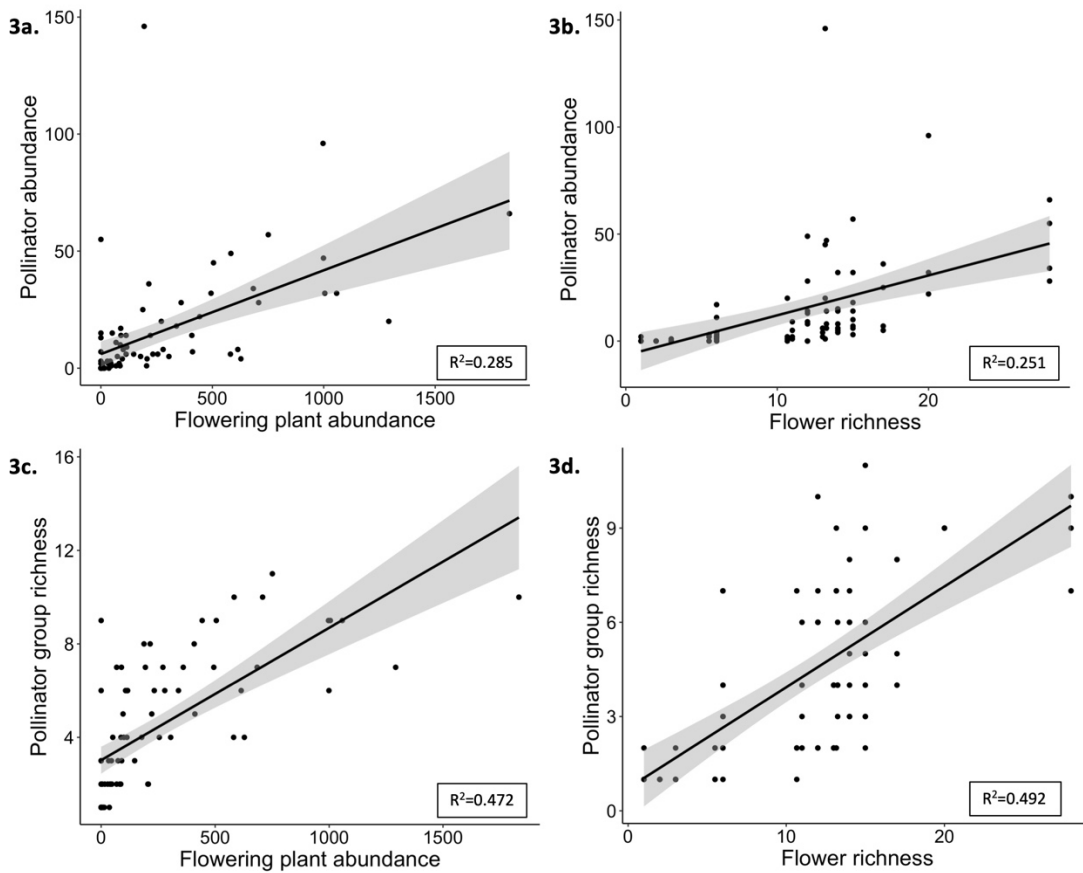 3a.
150
100
50
0
Pollinator abundance
0
500
1000
1500
Flowering plant abundance
R²=0.285
3b.
150
100
50
0
Pollinator abundance
0
10
20
Flower richness
R²=0.251
3c.
16
12
8
4
Pollinator group richness
0
500
1000
1500
Flowering plant abundance
R²=0.472
3d.
9
6
3
0
Pollinator group richness
0
10
20
Flower richness
R²=0.492